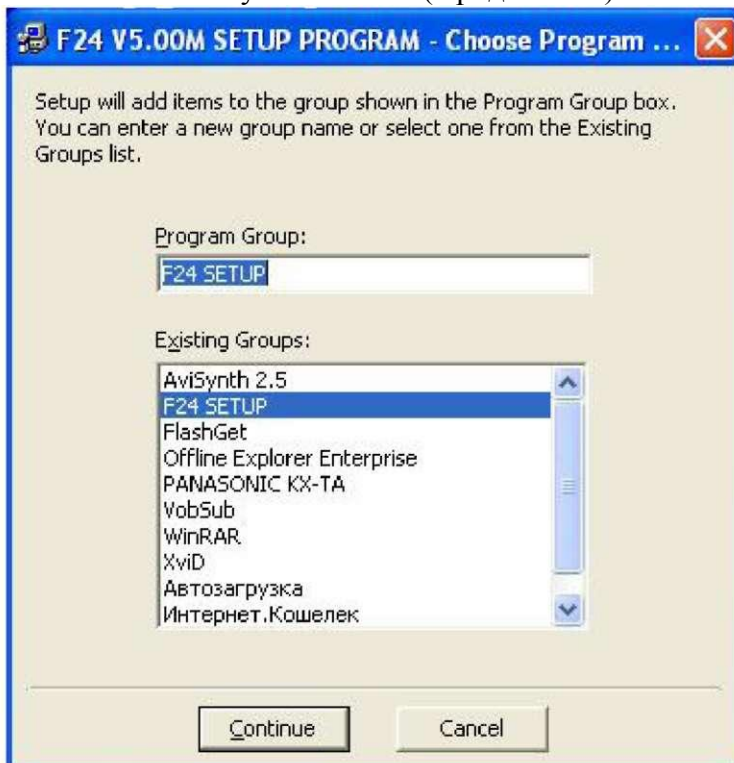 F24 V5.00M SETUP PROGRAM - Choose Program ...
Setup will add items to the group shown in the Program Group box.
You can enter a new group name or select one from the Existing
Groups list.
Program Group:
F24 SETUP
Existing Groups:
AviSynth 2.5
F24 SETUP
FlashGet
Offline Explorer Enterprise
PANASONIC KX-TA
VobSub
WinRAR
XviD
Автозагрузка
Интернет.Кошелек
Continue
Cancel